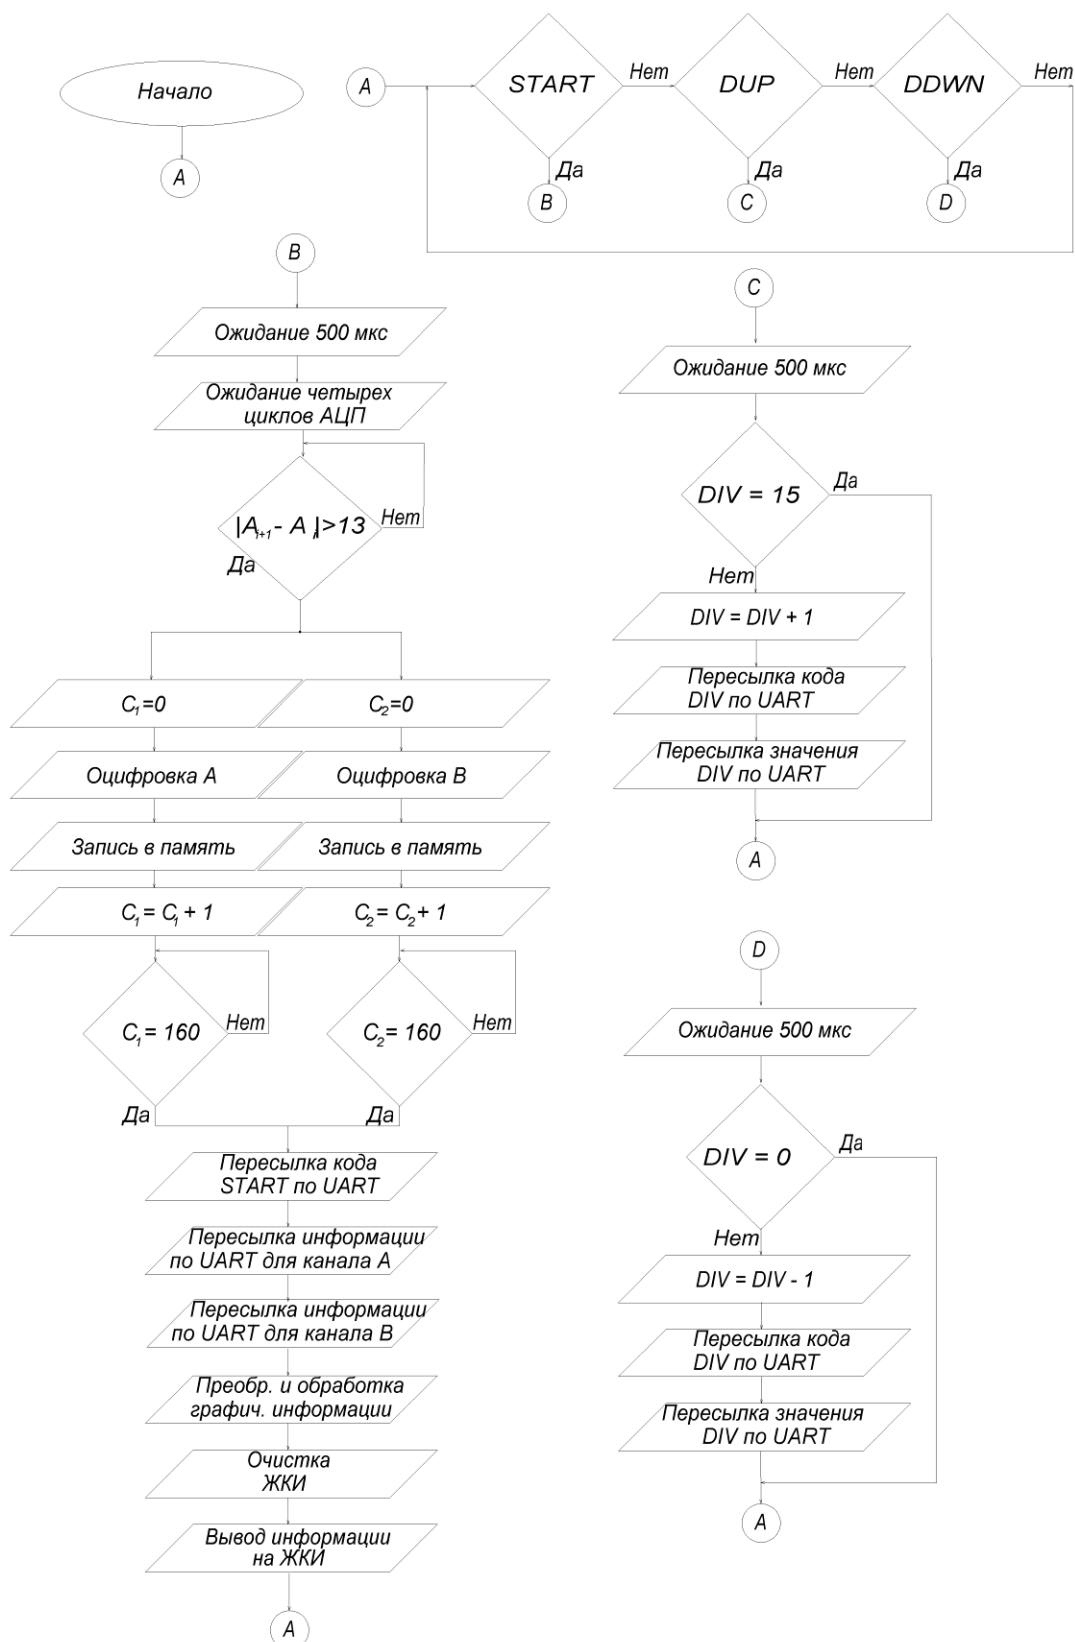 Начало
A
A
START
Нет
DUP
Нет
DDWN
Нет
Да
Да
Да
B
C
D
B
Ожидание 500 мкс
Ожидание четырех
циклов АЦП
|A i+1 - A i|>13
Нет
Да
C1=0
C2=0
Оцифровка A
Оцифровка B
Запись в память
Запись в память
C1= C1 + 1
C2= C2 + 1
C1= 160
Нет
C2= 160
Нет
Да
Да
Пересылка кода
START по UART
Пересылка информации
по UART для канала A
Пересылка информации
по UART для канала B
Преобр. и обработка
графич. информации
Очистка
ЖКИ
Вывод информации
на ЖКИ
A
C
Ожидание 500 мкс
DIV = 15
Да
Нет
DIV = DIV + 1
Пересылка кода
DIV по UART
Пересылка значения
DIV по UART
A
D
Ожидание 500 мкс
DIV = 0
Да
Нет
DIV = DIV - 1
Пересылка кода
DIV по UART
Пересылка значения
DIV по UART
A